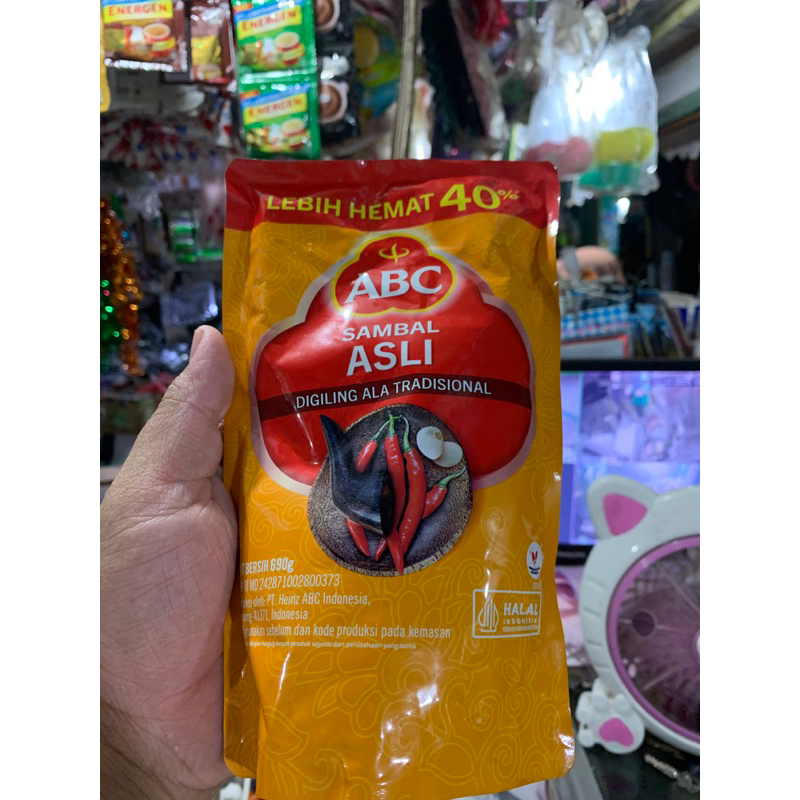 ENERGEN
ENERGEN
ENERGEN
LEBIH HEMAT 40%
ABC
SAMBAL
ASLI
DIGILING ALA TRADISIONAL
BERSIH 690g
MD 242871002800373
oleh: PT. Heinz ABC Indonesia,
41371, Indonesia
sebelum dan kode produksi pada kemasan
HALAL
INDONESIA